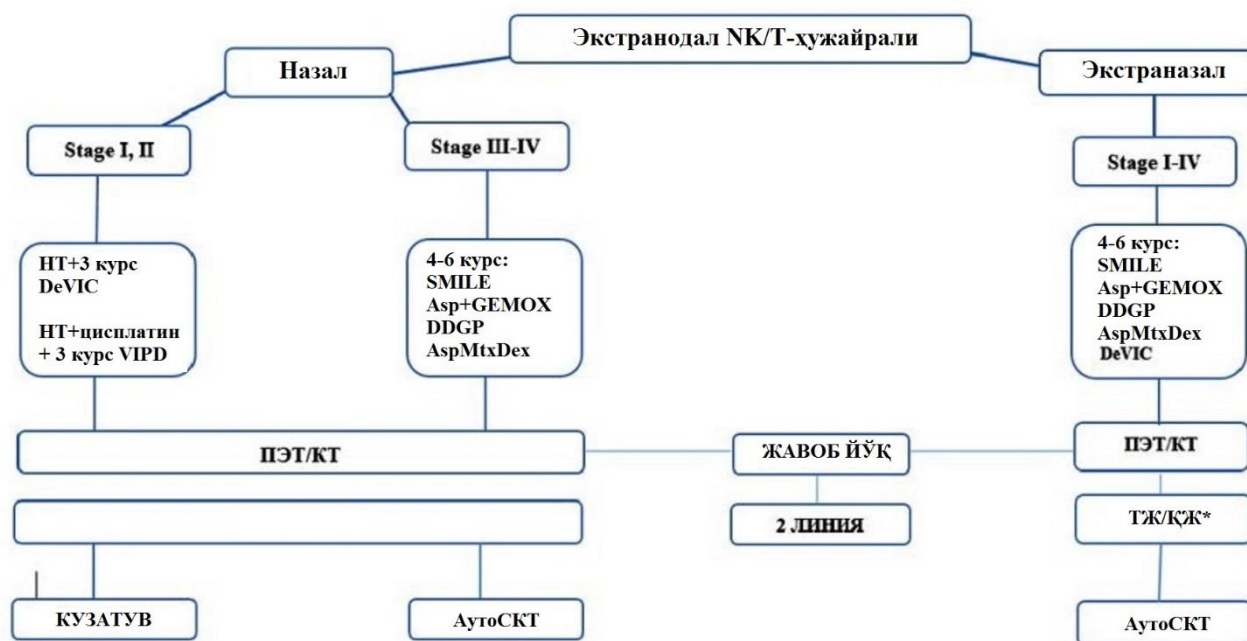 Экстранодал NK/T-ҳужайрали
Назал
Экстраназал
Stage I, II
Stage III-IV
Stage I-IV
НТ+3 курс
DeVIC
НТ+цисплатин
+ 3 курс VIPD
4-6 курс:
SMILE
Asp+GEMOX
DDGP
AspMtxDex
4-6 курс:
SMILE
Asp+GEMOX
DDGP
AspMtxDex
DeVIC
ПЭТ/КТ
ЖАВОБ ЙЎҚ
ПЭТ/КТ
2 ЛИНИЯ
ТЖ/ҚЖ*
КУЗАТУВ
АутоСКТ
АутоСКТ